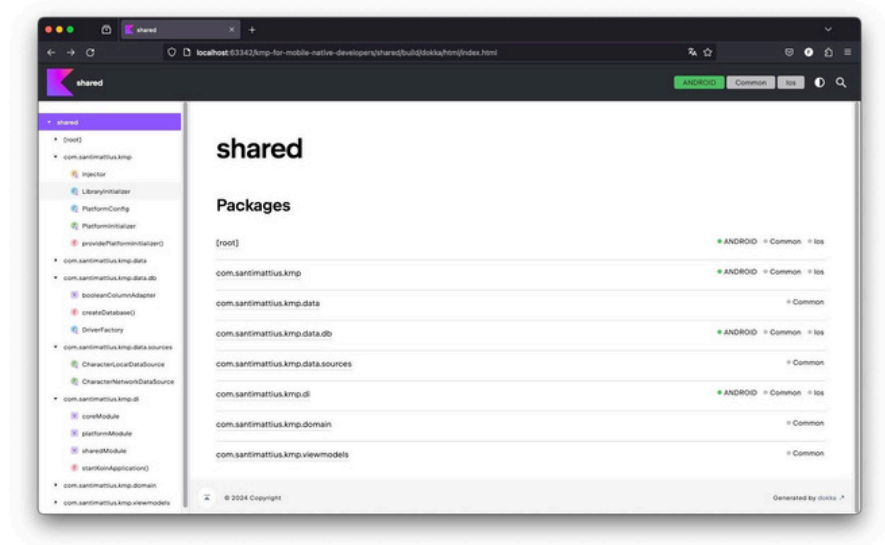 shared
localhost:63342/kmp-for-mobile-native-developers/shared/build/dokka/html/index.html
shared
ANDROID Common Ios
shared
[root]
com.santimattius.kmp
Injector
LibraryInitializer
PlatformConfig
PlatformInitializer
providePlatformInitializer()
com.santimattius.kmp.data
com.santimattius.kmp.data.db
booleanColumnAdapter
createDatabase()
DriverFactory
com.santimattius.kmp.data.sources
CharacterLocalDataSource
CharacterNetworkDataSource
com.santimattius.kmp.di
coreModule
platformModule
sharedModule
startKoinApplication()
com.santimattius.kmp.domain
com.santimattius.kmp.viewmodels
shared
Packages
[root] ANDROID Common Ios
com.santimattius.kmp ANDROID Common Ios
com.santimattius.kmp.data Common
com.santimattius.kmp.data.db ANDROID Common Ios
com.santimattius.kmp.data.sources Common
com.santimattius.kmp.di ANDROID Common Ios
com.santimattius.kmp.domain Common
com.santimattius.kmp.viewmodels Common
© 2024 Copyright
Generated by dokka